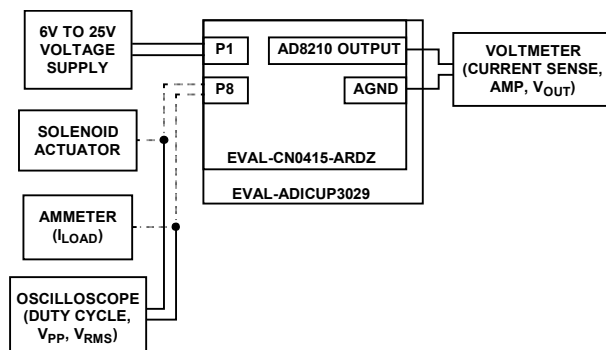 6V TO 25V
VOLTAGE
SUPPLY
P1
AD8210 OUTPUT
P8
AGND
VOLTMETER
(CURRENT SENSE,
AMP, VOUT)
EVAL-CN0415-ARDZ
EVAL-ADICUP3029
SOLENOID
ACTUATOR
AMMETER
(ILOAD)
OSCILLOSCOPE
(DUTY CYCLE,
VPP, VRMS)